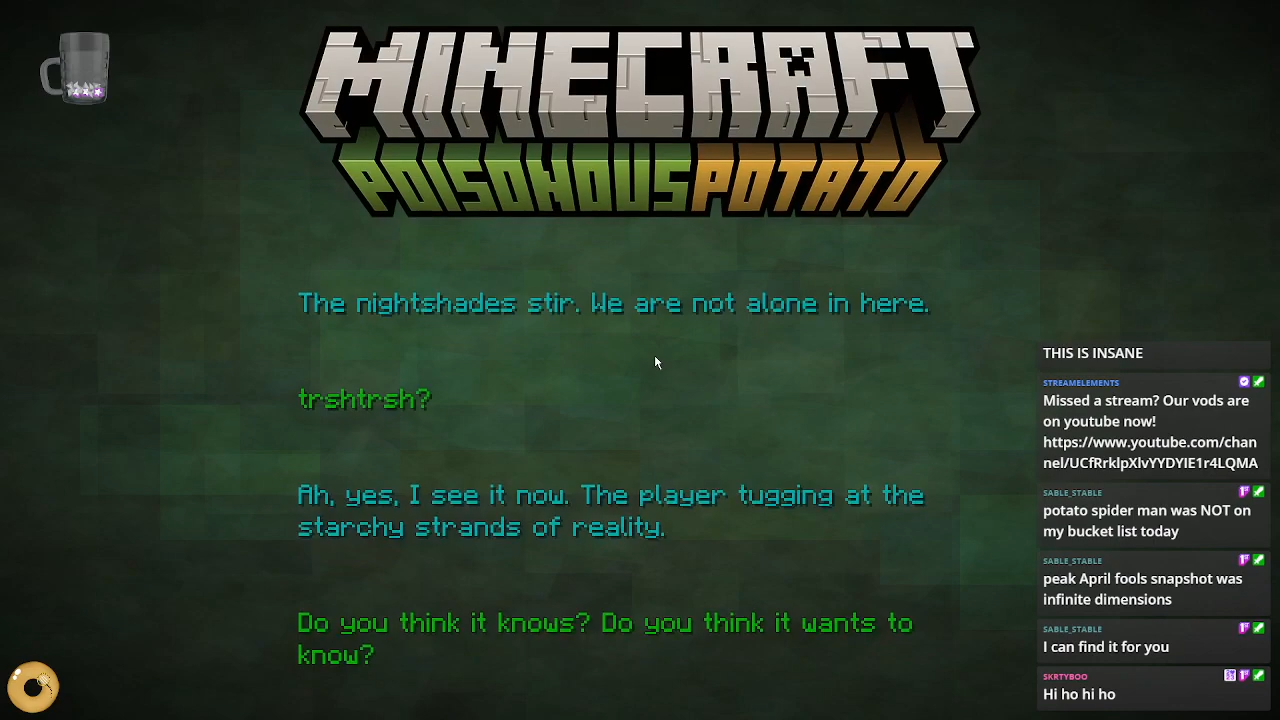 MINECRAFT
POISONOUS POTATO
The nightshades stir. We are not alone in here.
trshtrsh?
Ah, yes, I see it now. The player tugging at the
starchy strands of reality.
Do you think it knows? Do you think it wants to
know?
THIS IS INSANE
STREAMELEMENTS
Missed a stream? Our vods are
on youtube now!
https://www.youtube.com/chan
nel/UCfRrklpXlvYYDYIE1r4LQMA
SABLE_STABLE
potato spider man was NOT on
my bucket list today
SABLE_STABLE
peak April fools snapshot was
infinite dimensions
SABLE_STABLE
I can find it for you
SKRTYBOO
Hi ho hi ho